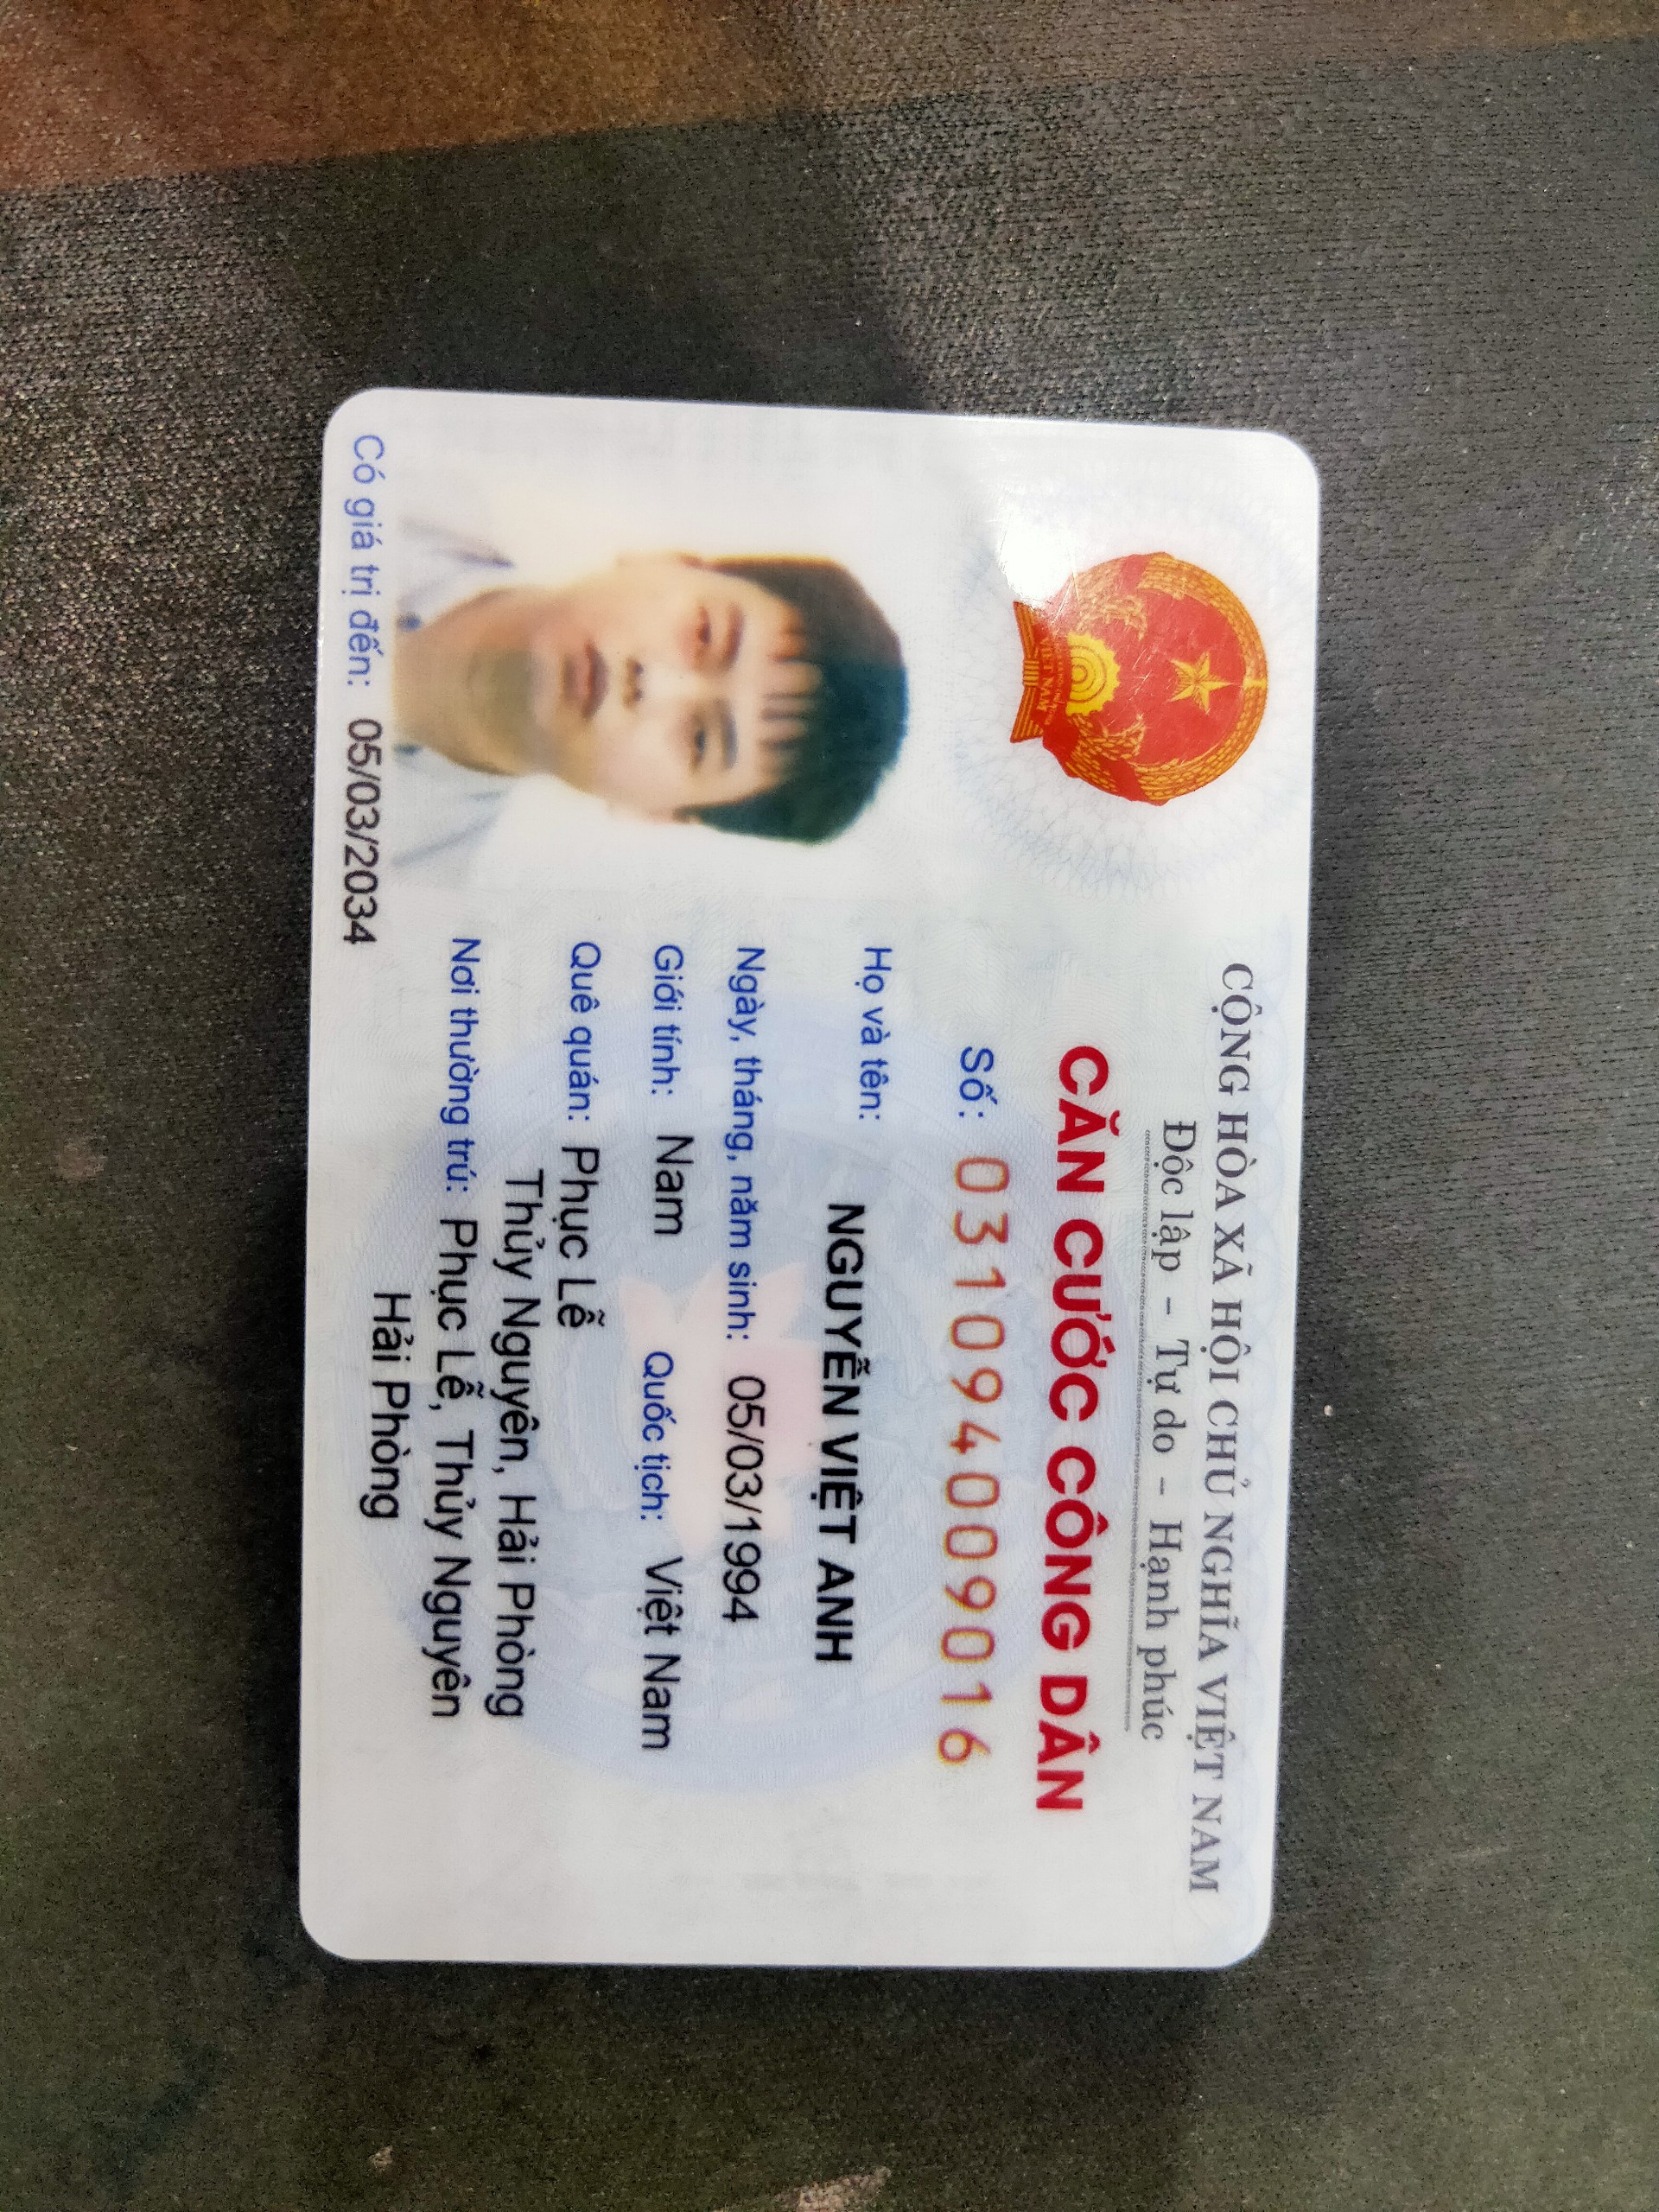 CỘNG HÒA XÃ HỘI CHỦ NGHĨA VIỆT NAM
Độc lập – Tự do – Hạnh phúc
CĂN CƯỚC CÔNG DÂN
Số: 031094009016
Họ và tên:
NGUYỄN VIỆT ANH
Ngày, tháng, năm sinh: 05/03/1994
Giới tính: Nam Quốc tịch: Việt Nam
Quê quán: Phục Lễ
Thủy Nguyên, Hải Phòng
Nơi thường trú: Phục Lễ, Thủy Nguyên
Hải Phòng
Có giá trị đến: 05/03/2034